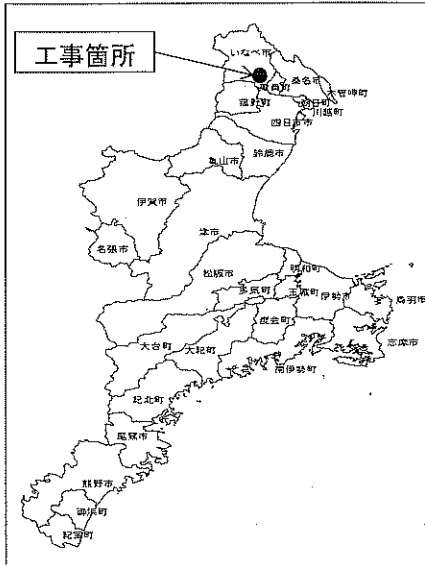 工事箇所
いなべ市
桑名市
東員町
木曽岬町
朝日町
川越町
菰野町
四日市市
鈴鹿市
亀山市
伊賀市
津市
名張市
松阪市
明和町
多気町
玉城町
伊勢市
鳥羽市
度会町
志摩市
大台町
大紀町
南伊勢町
紀北町
尾鷲市
熊野市
御浜町
紀宝町